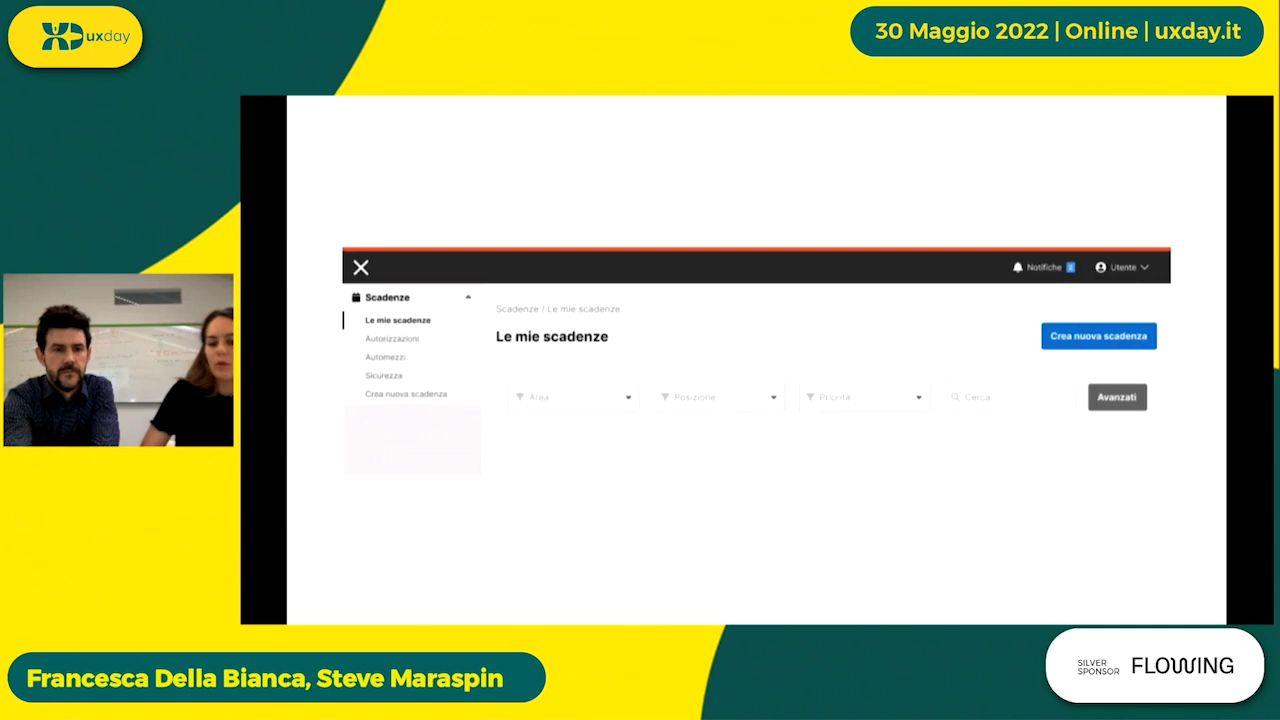 uxday
30 Maggio 2022 | Online | uxday.it
Notifiche
Utente
Scadenze
Le mie scadenze
Autorizzazioni
Automezzi
Sicurezza
Crea nuova scadenza
Scadenze / Le mie scadenze
Le mie scadenze
Crea nuova scadenza
Area
Posizione
Priorità
Cerca
Avanzati
Francesca Della Bianca, Steve Maraspin
SILVER
SPONSOR
FLOWING